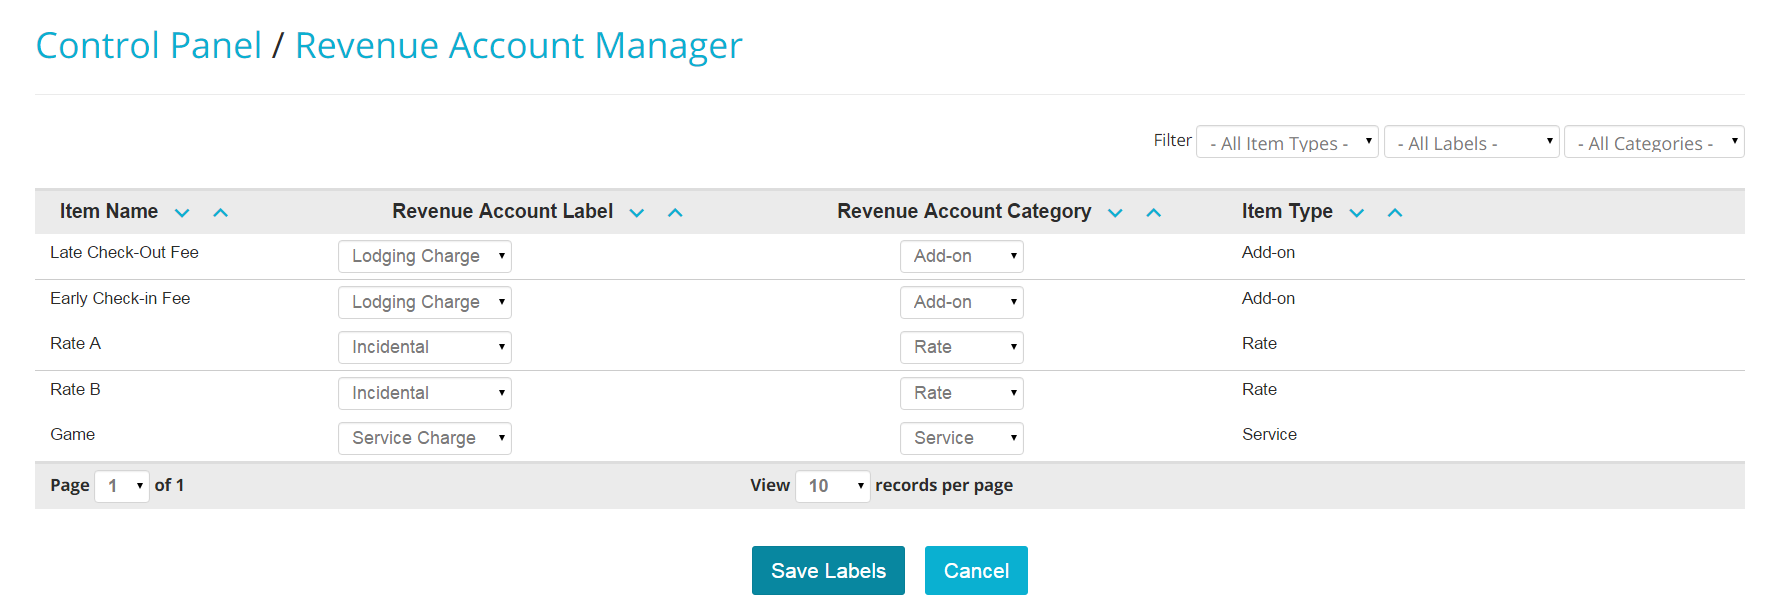 Control Panel / Revenue Account Manager
Filter - All Item Types - - All Labels - - All Categories -
Item Name Revenue Account Label Revenue Account Category Item Type
Late Check-Out Fee Lodging Charge Add-on Add-on
Early Check-in Fee Lodging Charge Add-on Add-on
Rate A Incidental Rate Rate
Rate B Incidental Rate Rate
Game Service Charge Service Service
Page 1 of 1 View 10 records per page
Save Labels Cancel